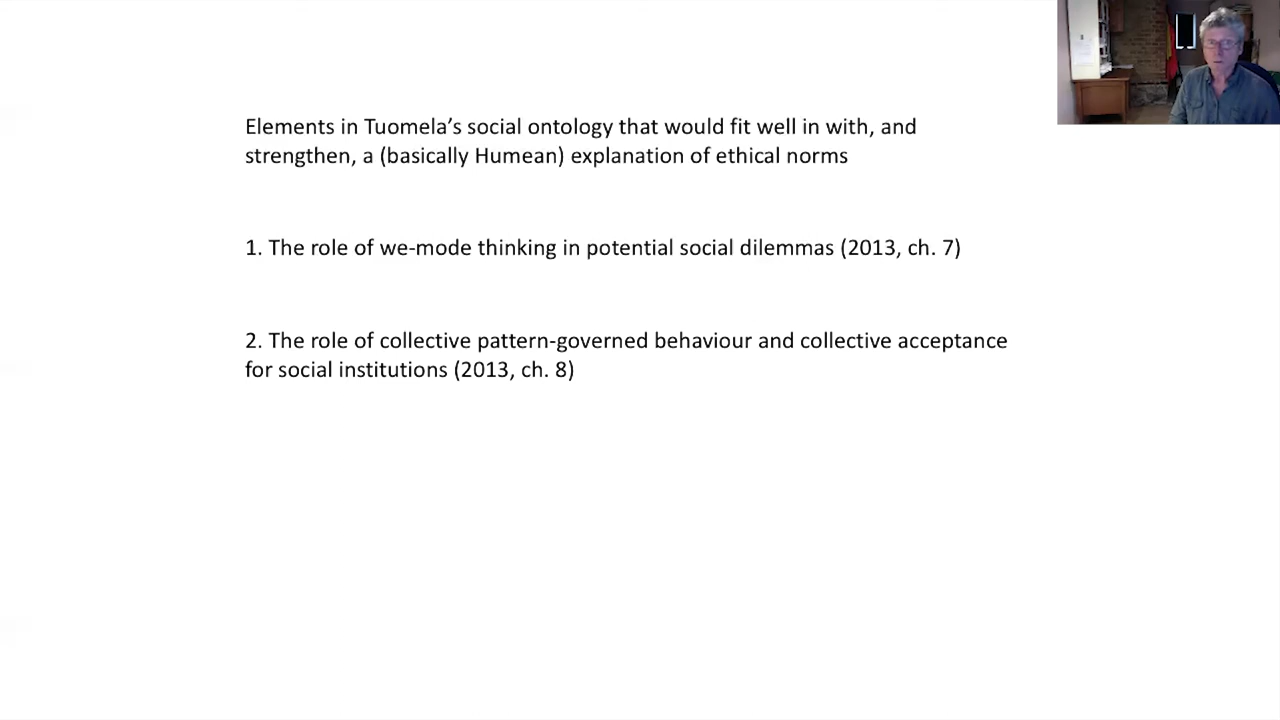 Elements in Tuomela’s social ontology that would fit well in with, and
strengthen, a (basically Humean) explanation of ethical norms
1. The role of we-mode thinking in potential social dilemmas (2013, ch. 7)
2. The role of collective pattern-governed behaviour and collective acceptance
for social institutions (2013, ch. 8)